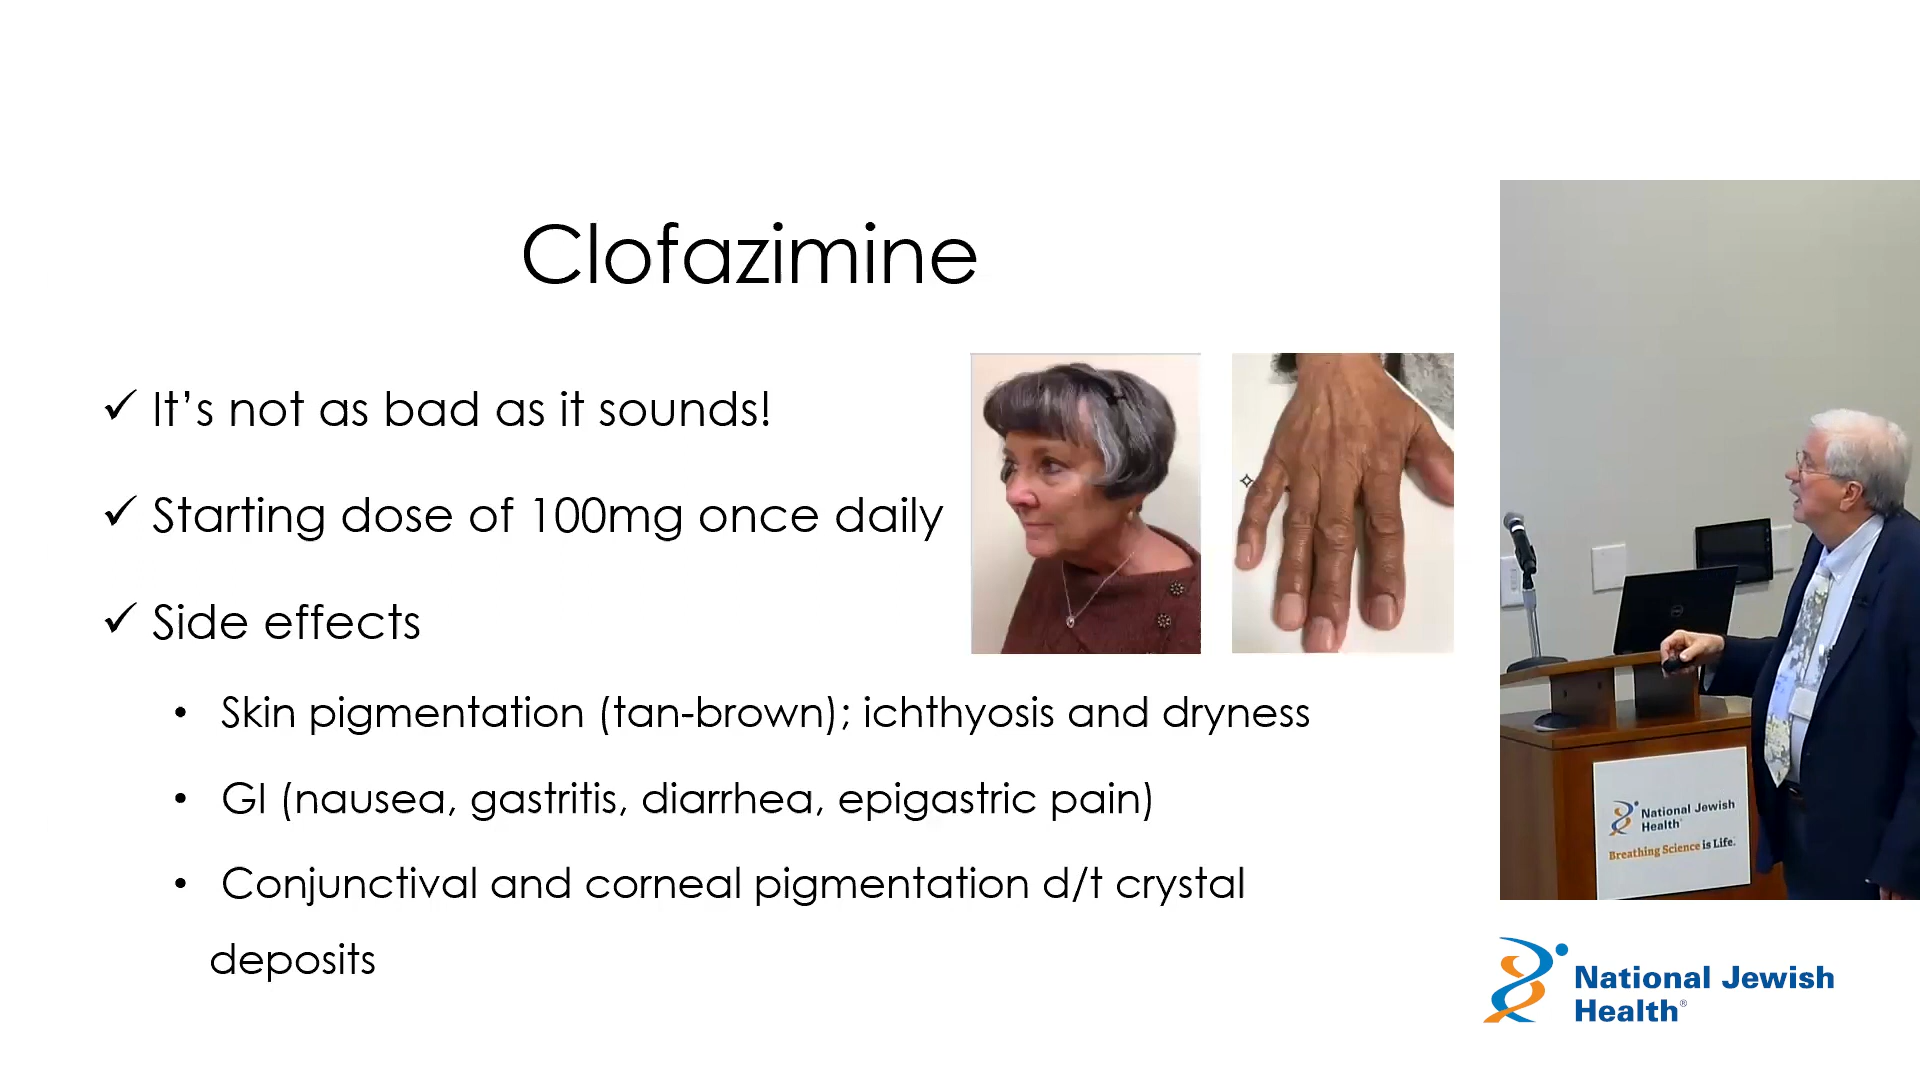 Clofazimine
✓ It’s not as bad as it sounds!
✓ Starting dose of 100mg once daily
✓ Side effects
• Skin pigmentation (tan-brown); ichthyosis and dryness
• GI (nausea, gastritis, diarrhea, epigastric pain)
• Conjunctival and corneal pigmentation d/t crystal
deposits
National Jewish
Health
Breathing Science is Life.
National Jewish
Health®